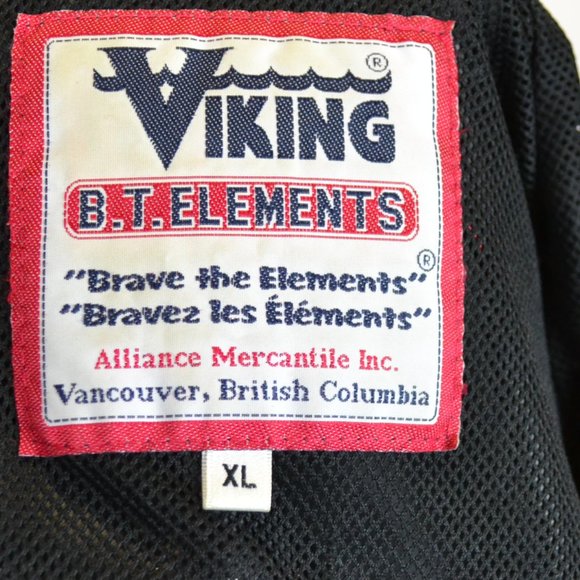 VIKING ®
B.T.ELEMENTS
®
"Brave the Elements"
"Bravez les Éléments"
Alliance Mercantile Inc.
Vancouver, British Columbia
XL